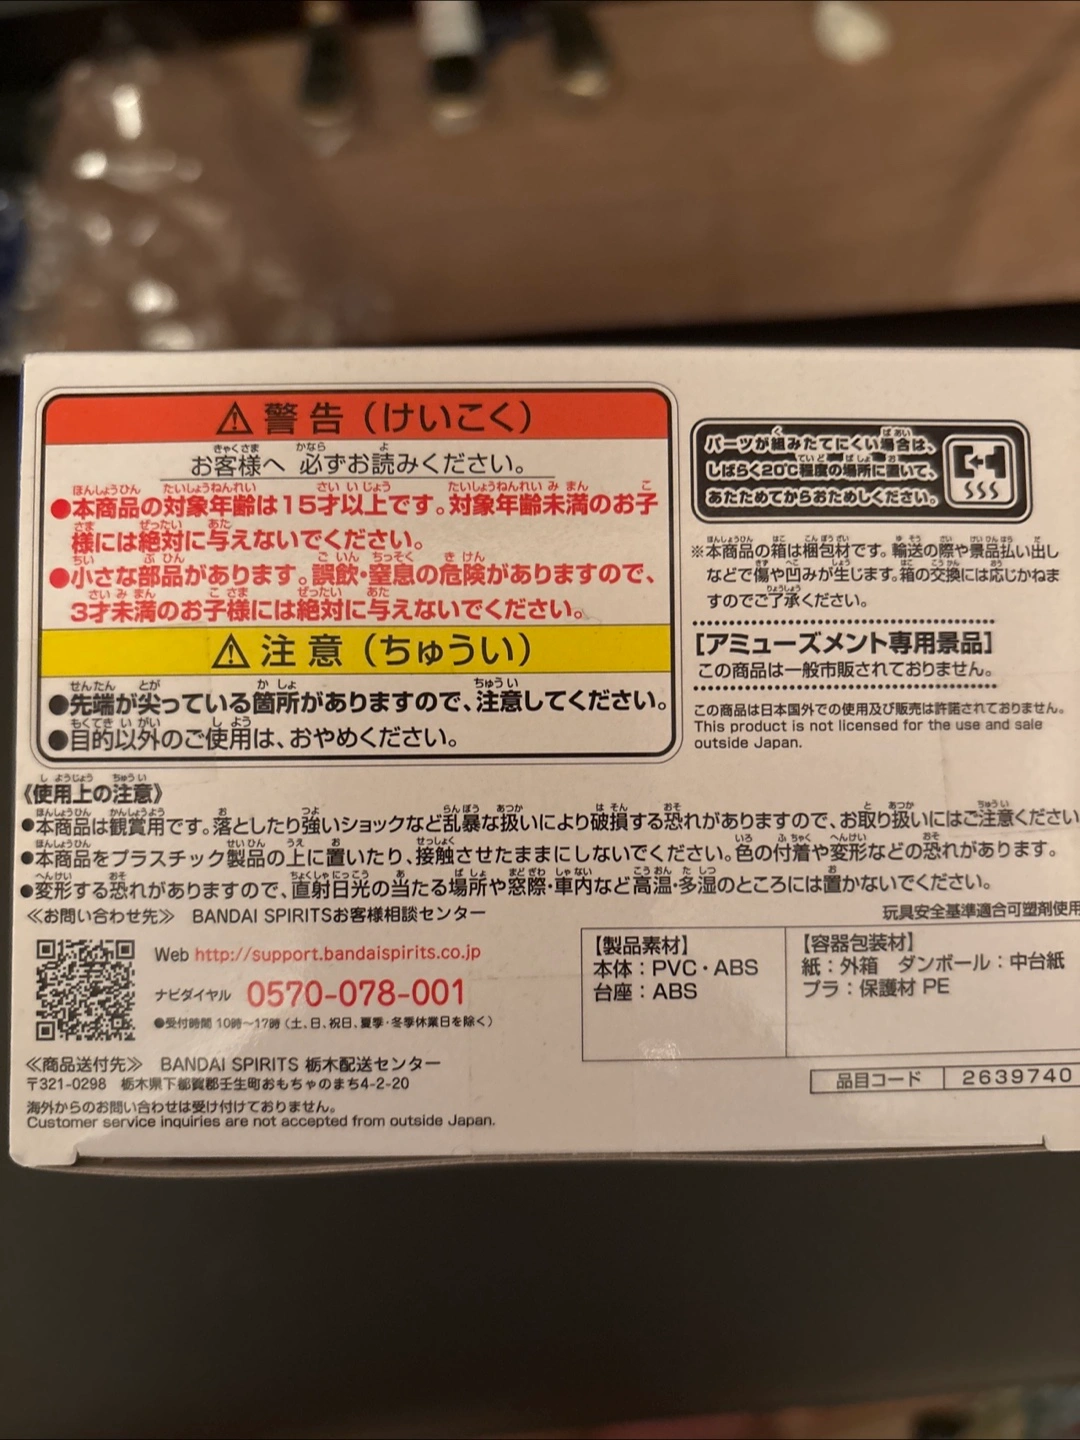 ⚠警告（けいこく）
お客様へ 必ずお読みください。
●本商品の対象年齢は15才以上です。対象年齢未満のお子
様には絶対に与えないでください。
●小さな部品があります。誤飲・窒息の危険がありますので、
3才未満のお子様には絶対に与えないでください。
⚠注意（ちゅうい）
●先端が尖っている箇所がありますので、注意してください。
●目的以外のご使用は、おやめください。
パーツが組みたてにくい場合は、
しばらく20℃程度の場所に置いて、
あたためてからおためしください。
※本商品の箱は梱包材です。輸送の際や景品払い出し
などで傷や凹みが生じます。箱の交換には応じかねま
すのでご了承ください。
[アミューズメント専用景品]
この商品は一般市販されておりません。
この商品は日本国外での使用及び販売は許諾されておりません。
This product is not licensed for the use and sale
outside Japan.
《使用上の注意》
●本商品は観賞用です。落としたり強いショックなど乱暴な扱いにより破損する恐れがありますので、お取り扱いにはご注意ください
●本商品をプラスチック製品の上に置いたり、接触させたままにしないでください。色の付着や変形などの恐れがあります。
●変形する恐れがありますので、直射日光の当たる場所や窓際・車内など高温・多湿のところには置かないでください。
≪お問い合わせ先≫ BANDAI SPIRITSお客様相談センター
玩具安全基準適合可塑剤使用
Web http://support.bandaispirits.co.jp
ナビダイヤル 0570-078-001
●受付時間 10時～17時（土、日、祝日、夏季・冬季休業日を除く）
【製品素材】
本体：PVC・ABS
台座：ABS
【容器包装材】
紙：外箱 ダンボール：中台紙
プラ：保護材 PE
≪商品送付先≫ BANDAI SPIRITS 栃木配送センター
〒321-0298 栃木県下都賀郡壬生町おもちゃのまち4-2-20
品目コード 2639740
海外からのお問い合わせは受け付けておりません。
Customer service inquiries are not accepted from outside Japan.